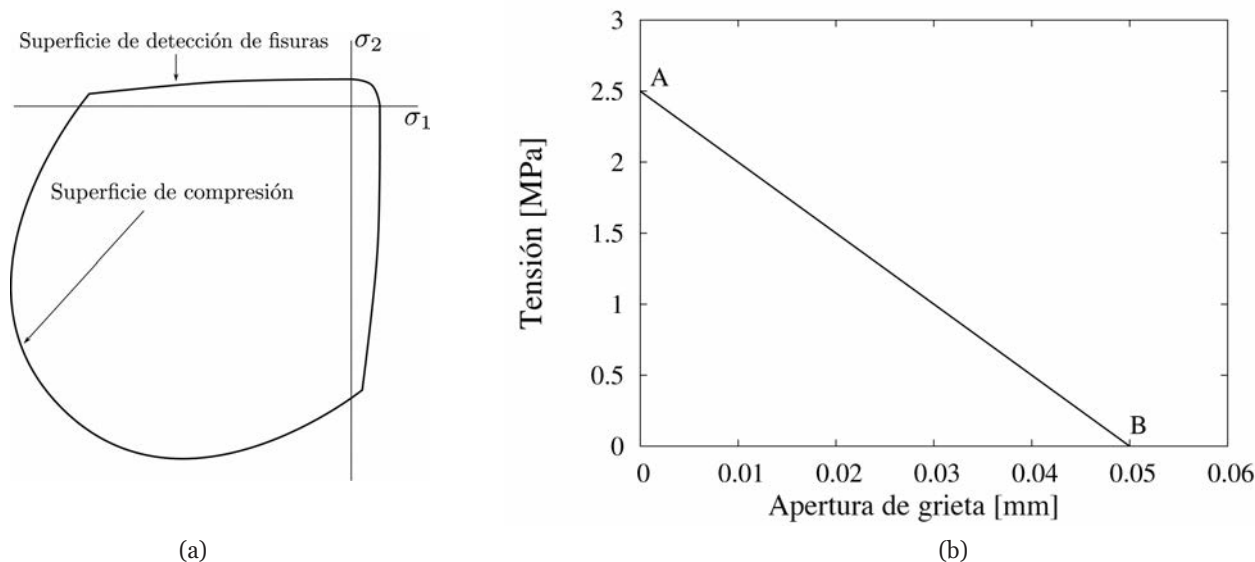 Superficie de detección de fisuras
σ2
σ1
Superficie de compresión
(a)
3
2.5
2
1.5
1
0.5
0
Tensión [MPa]
A
B
0 0.01 0.02 0.03 0.04 0.05 0.06
Apertura de grieta [mm]
(b)